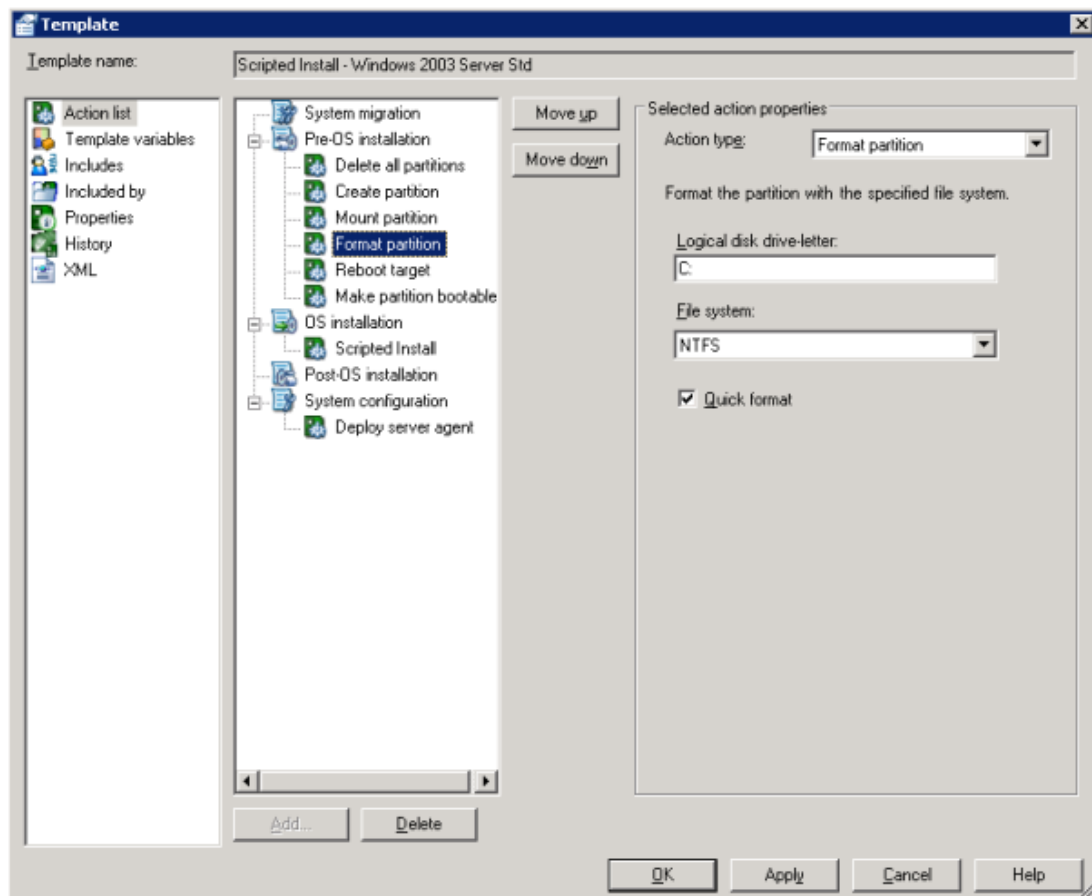 Template
Template name:
Scripted Install - Windows 2003 Server Std
Action list
Template variables
Includes
Included by
Properties
History
XML
System migration
Pre-OS installation
Delete all partitions
Create partition
Mount partition
Format partition
Reboot target
Make partition bootable
OS installation
Scripted Install
Post-OS installation
System configuration
Deploy server agent
Add...
Delete
Move up
Move down
Selected action properties
Action type:
Format partition
Format the partition with the specified file system.
Logical disk drive-letter:
C:
File system:
NTFS
Quick format
OK
Apply
Cancel
Help